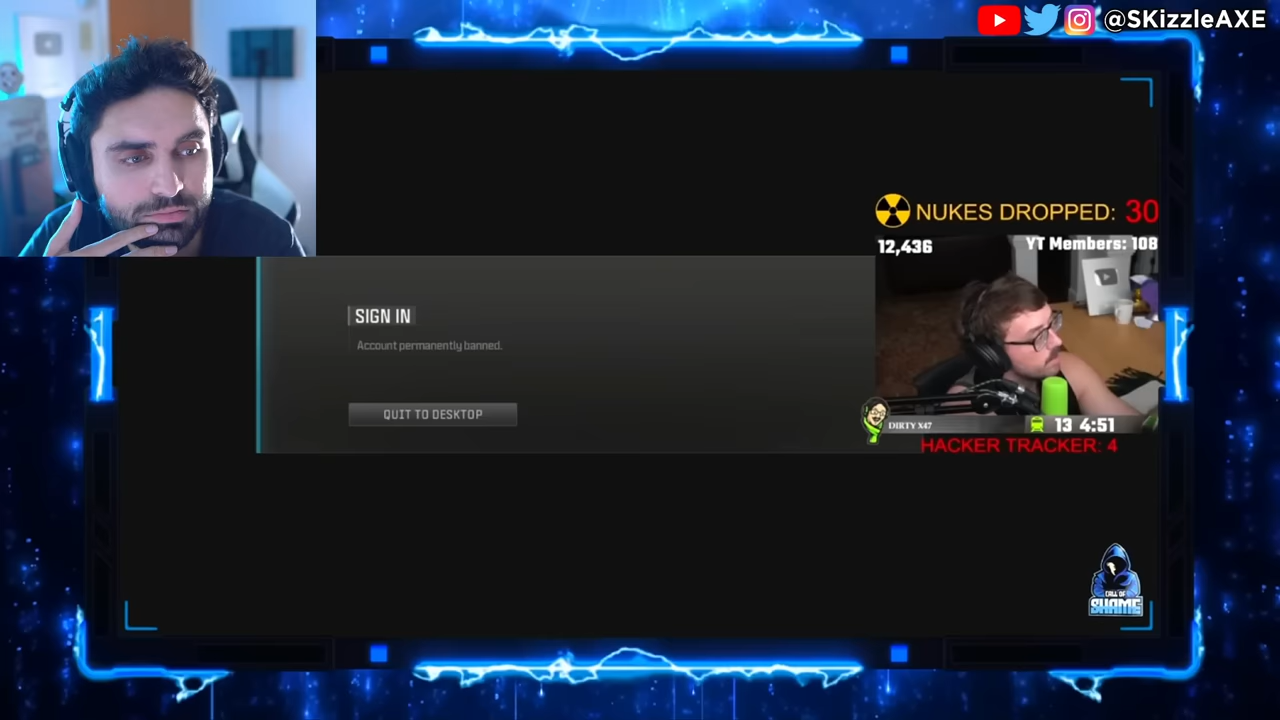 @SKizzleAXE
NUKES DROPPED: 30
12,436
YT Members: 108
SIGN IN
Account permanently banned.
QUIT TO DESKTOP
DIRTY X47
13 4:51
HACKER TRACKER: 4
CALL OF
SHAME